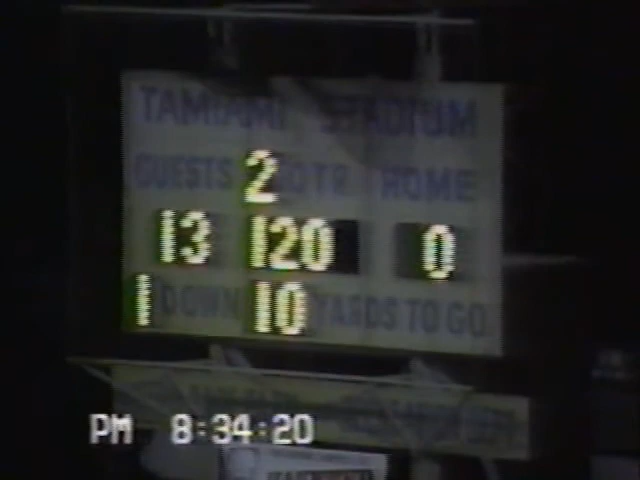 TAMIAMI STADIUM
GUESTS 2 QTR HOME
13 120 0
1 DOWN 10 YARDS TO GO
PM 8:34:20